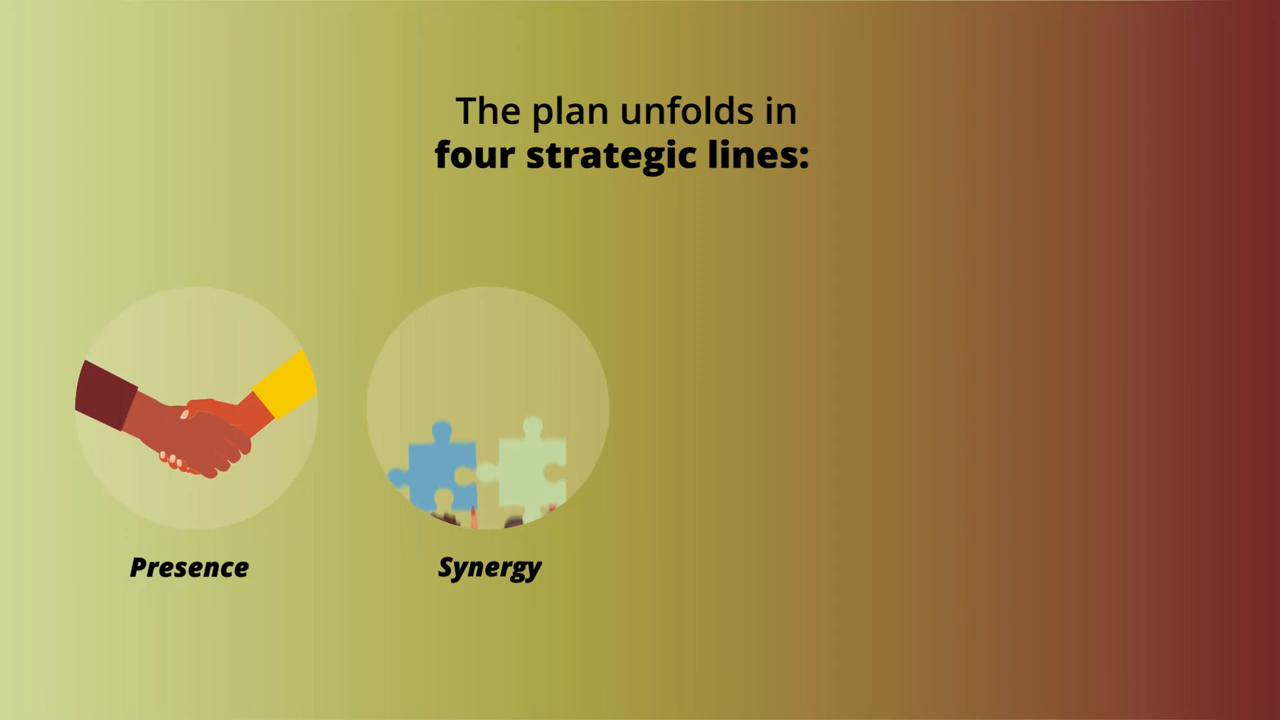 The plan unfolds in
four strategic lines:
Presence
Synergy